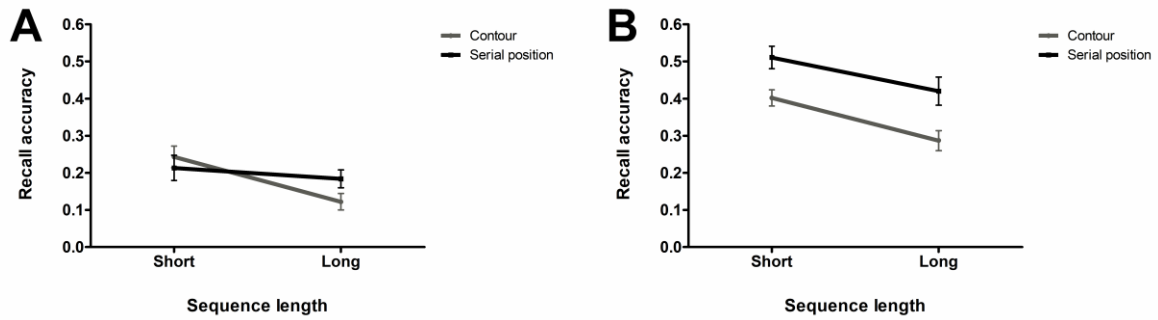 A
0.6
0.5
0.4
0.3
0.2
0.1
0.0
Recall accuracy
Short
Long
Sequence length
Contour
Serial position
B
0.6
0.5
0.4
0.3
0.2
0.1
0.0
Recall accuracy
Short
Long
Sequence length
Contour
Serial position